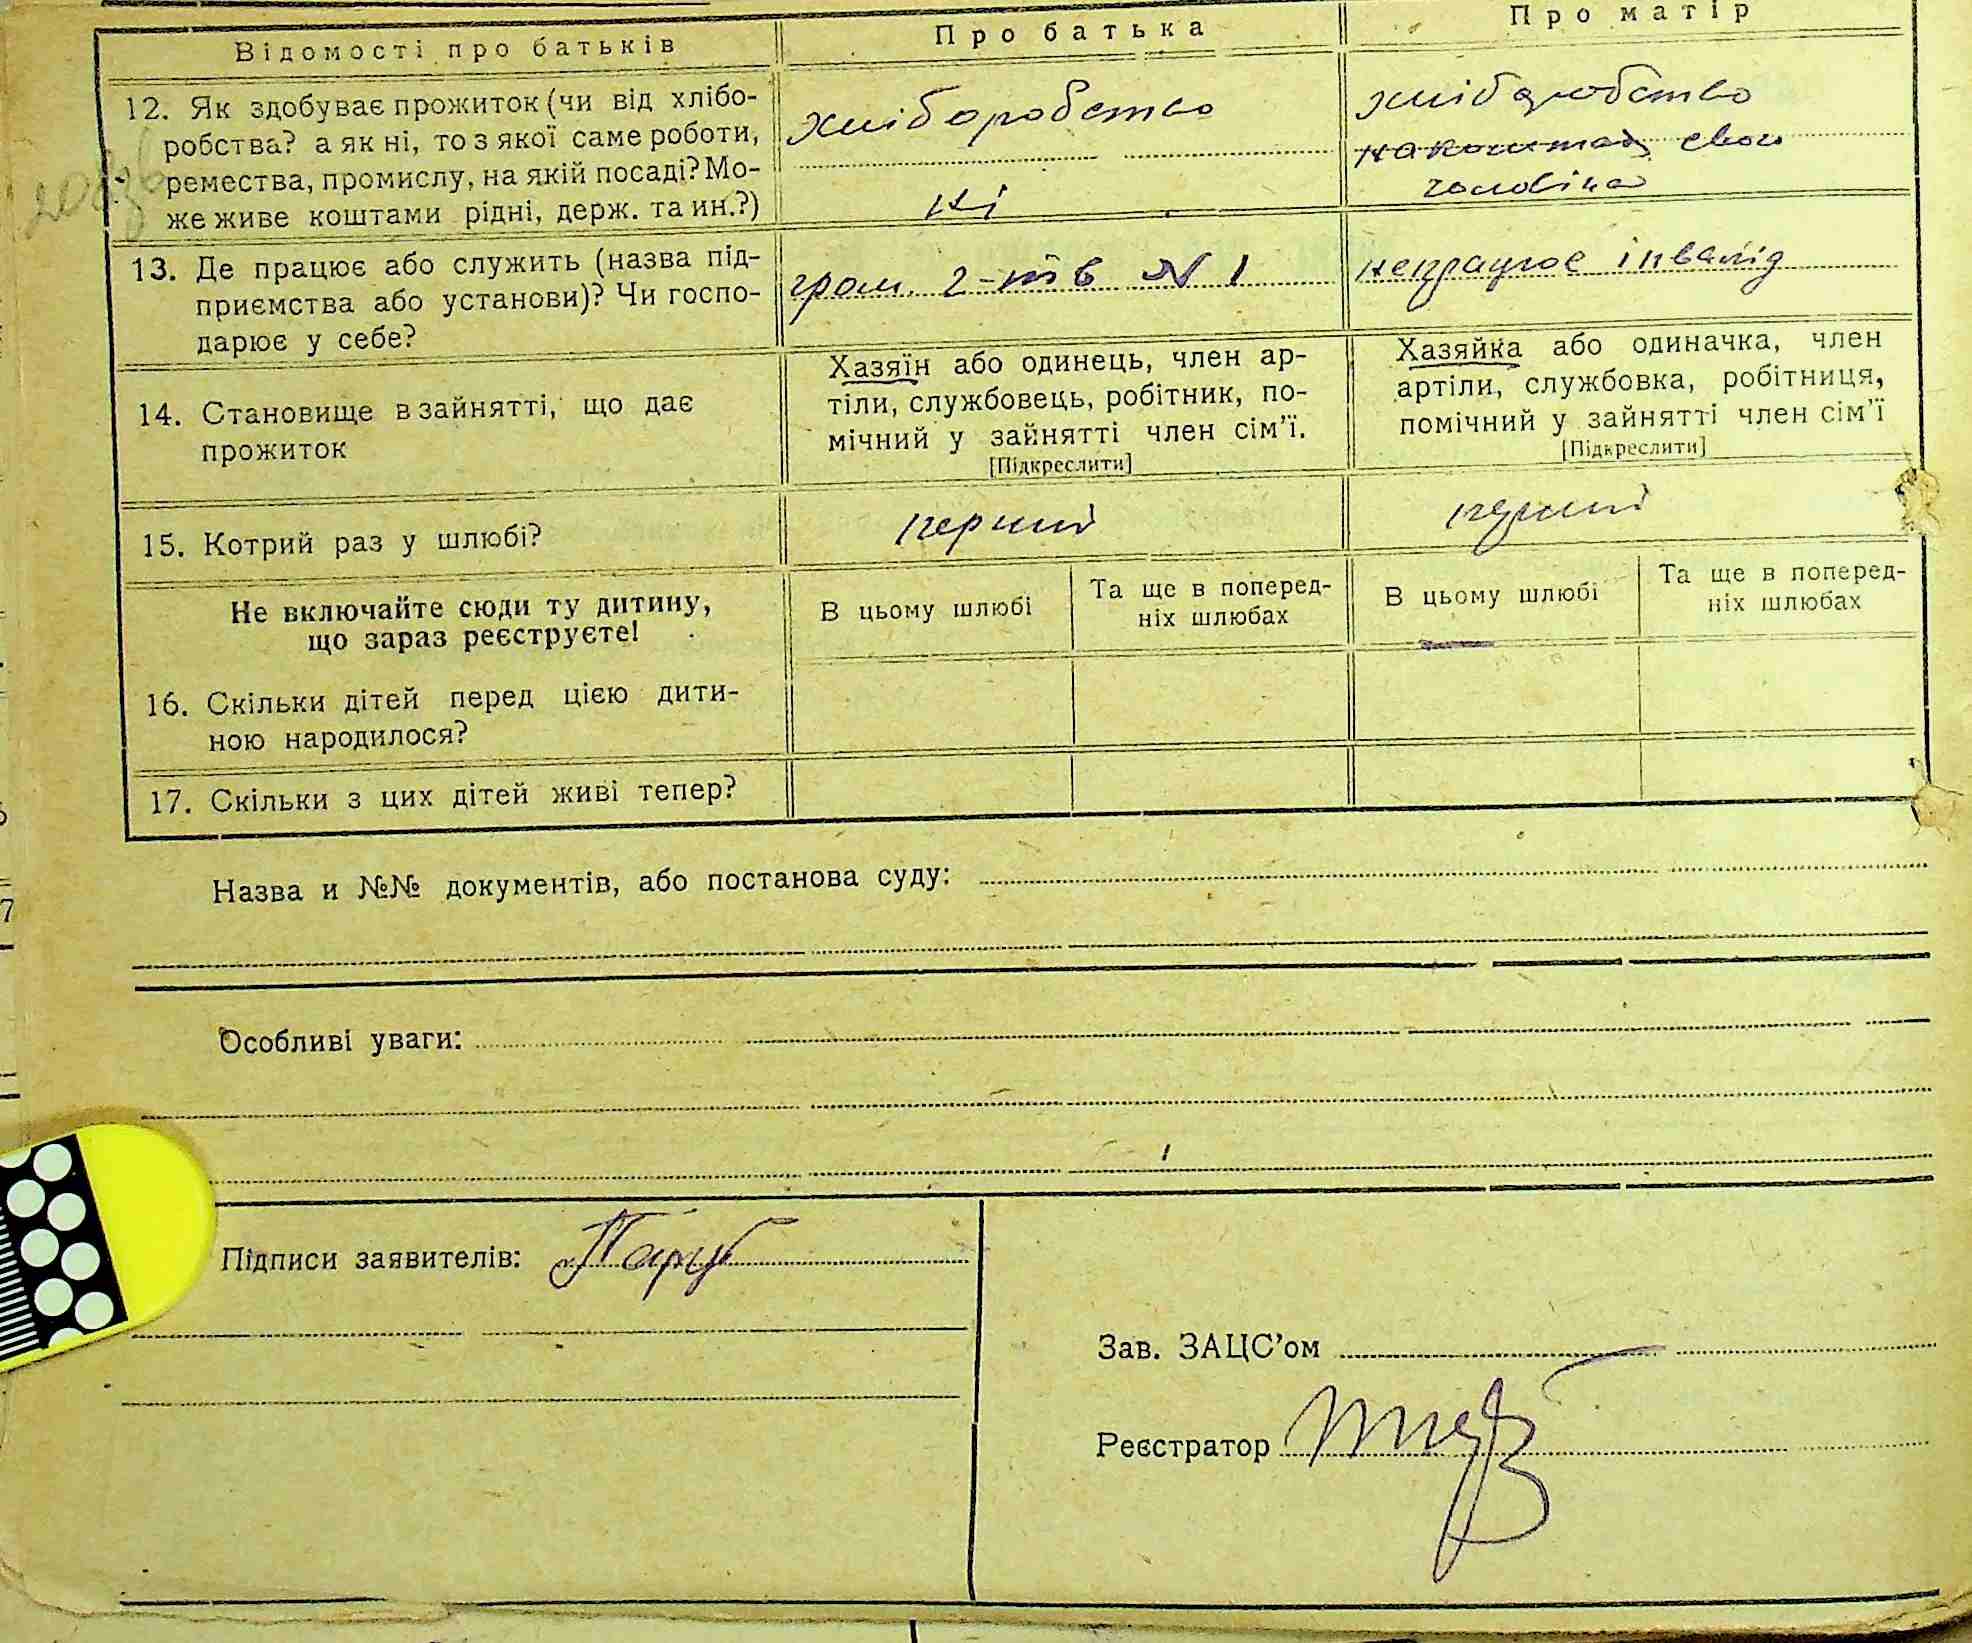 Відомості про батьків
Про батька
Про матір
12. Як здобуває прожиток (чи від хлібо-
робства? а як ні, то з якої саме роботи,
ремества, промислу, на якій посаді? Мо-
же живе коштами рідні, держ. та ин.?)
хліборобство
ні
хліборобство
на коштах свого
чоловіка
13. Де працює або служить (назва під-
приємства або установи)? Чи госпо-
дарює у себе?
гром. г-тв № 1
непрацює інвалід
14. Становище в зайнятті, що дає
прожиток
Хазяїн або одинець, член ар-
тіли, службовець, робітник, по-
мічний у зайнятті член сім’ї.
[Підкреслити]
Хазяйка або одиначка, член
артіли, службовка, робітниця,
помічний у зайнятті член сім’ї
[Підкреслити]
15. Котрий раз у шлюбі?
перший
перший
Не включайте сюди ту дитину,
що зараз реєструєте!
В цьому шлюбі
Та ще в поперед-
ніх шлюбах
В цьому шлюбі
Та ще в поперед-
ніх шлюбах
16. Скільки дітей перед цією дити-
ною народилося?
17. Скільки з цих дітей живі тепер?
Назва и №№ документів, або постанова суду:
Особливі уваги:
Підписи заявителів:
Зав. ЗАЦС’ом
Реєстратор